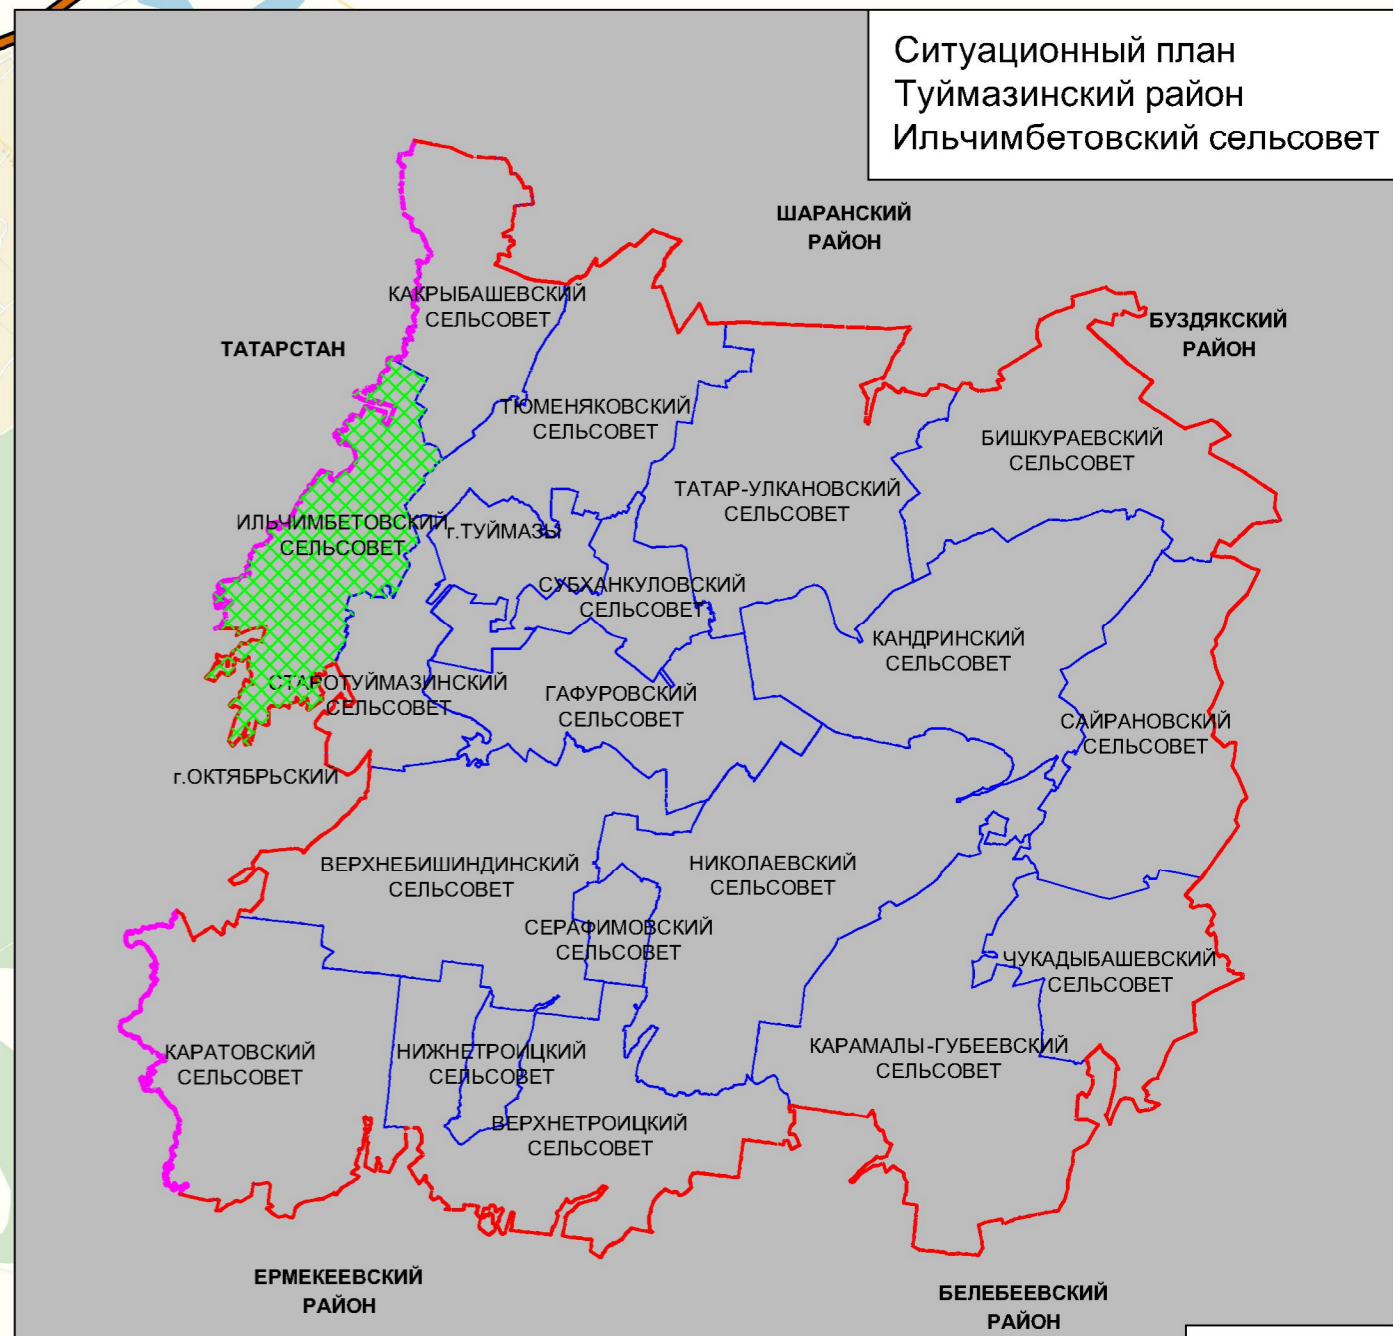 Ситуационный план
Туймазинский район
Ильчимбетовский сельсовет
ШАРАНСКИЙ
РАЙОН
КАКРЫБАШЕВСКИЙ
СЕЛЬСОВЕТ
БУЗДЯКСКИЙ
РАЙОН
ТАТАРСТАН
ТЮМЕНЯКОВСКИЙ
СЕЛЬСОВЕТ
БИШКУРАЕВСКИЙ
СЕЛЬСОВЕТ
ТАТАР-УЛКАНОВСКИЙ
СЕЛЬСОВЕТ
ИЛЬЧИМБЕТОВСКИЙ
СЕЛЬСОВЕТ
г.ТУЙМАЗЫ
СУБХАНКУЛОВСКИЙ
СЕЛЬСОВЕТ
КАНДРИНСКИЙ
СЕЛЬСОВЕТ
СТАРОТУЙМАЗИНСКИЙ
СЕЛЬСОВЕТ
ГАФУРОВСКИЙ
СЕЛЬСОВЕТ
САЙРАНОВСКИЙ
СЕЛЬСОВЕТ
г.ОКТЯБРЬСКИЙ
ВЕРХНЕБИШИНДИНСКИЙ
СЕЛЬСОВЕТ
НИКОЛАЕВСКИЙ
СЕЛЬСОВЕТ
СЕРАФИМОВСКИЙ
СЕЛЬСОВЕТ
ЧУКАДЫБАШЕВСКИЙ
СЕЛЬСОВЕТ
КАРАТОВСКИЙ
СЕЛЬСОВЕТ
НИЖНЕТРОИЦКИЙ
СЕЛЬСОВЕТ
КАРАМАЛЫ-ГУБЕЕВСКИЙ
СЕЛЬСОВЕТ
ВЕРХНЕТРОИЦКИЙ
СЕЛЬСОВЕТ
ЕРМЕКЕЕВСКИЙ
РАЙОН
БЕЛЕБЕЕВСКИЙ
РАЙОН